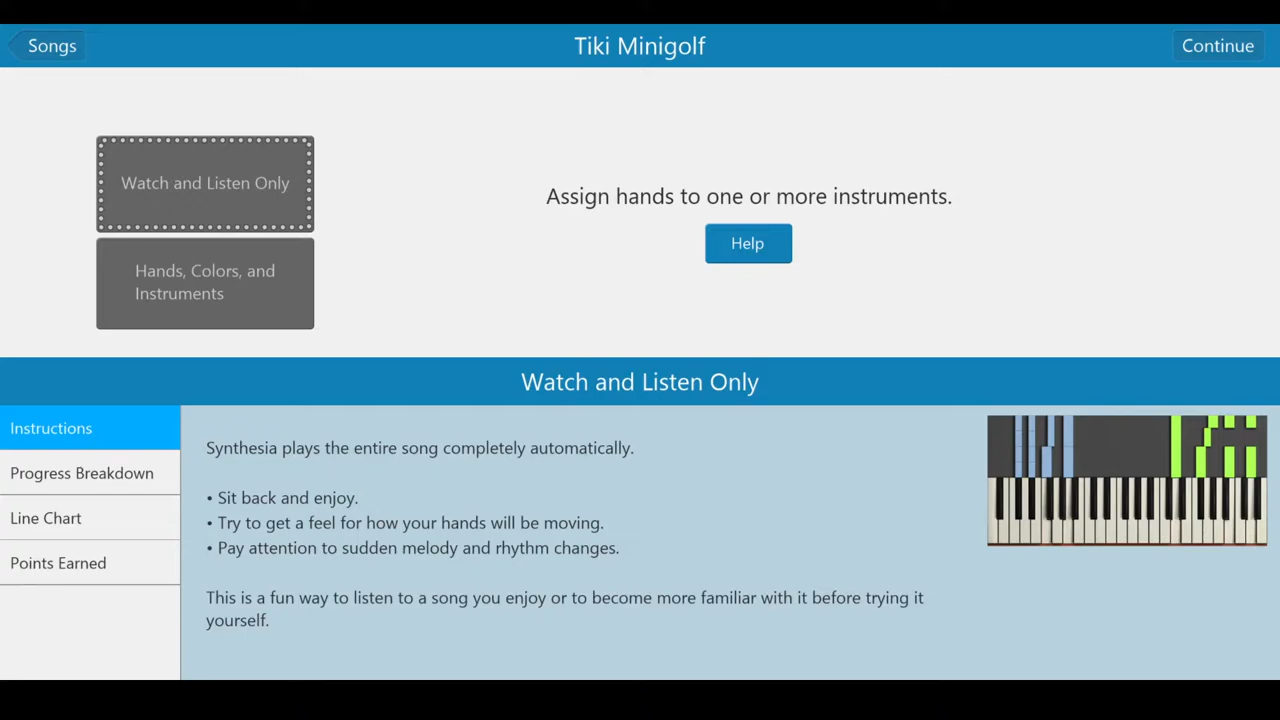 Songs
Tiki Minigolf
Continue
Watch and Listen Only
Hands, Colors, and
Instruments
Assign hands to one or more instruments.
Help
Watch and Listen Only
Instructions
Progress Breakdown
Line Chart
Points Earned
Synthesia plays the entire song completely automatically.
• Sit back and enjoy.
• Try to get a feel for how your hands will be moving.
• Pay attention to sudden melody and rhythm changes.
This is a fun way to listen to a song you enjoy or to become more familiar with it before trying it
yourself.